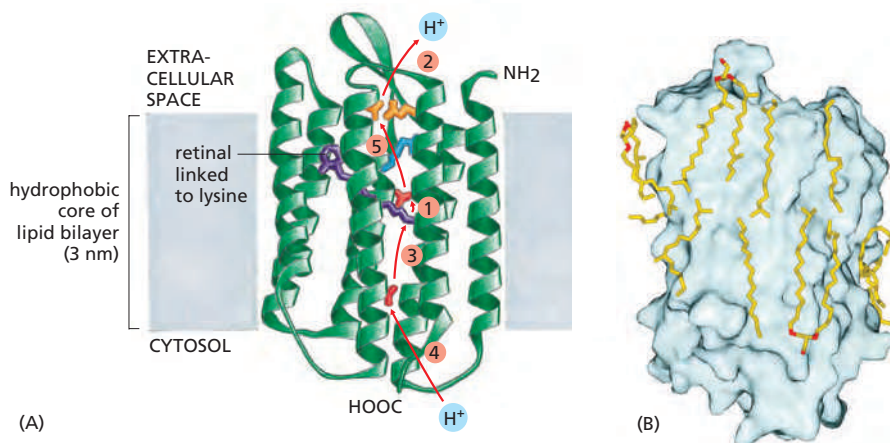 EXTRA-
CELLULAR
SPACE
H+
2
NH2
5
retinal
linked
to lysine
hydrophobic
core of
lipid bilayer
(3 nm)
1
3
CYTOSOL
4
HOOC
H+
(A)
(B)